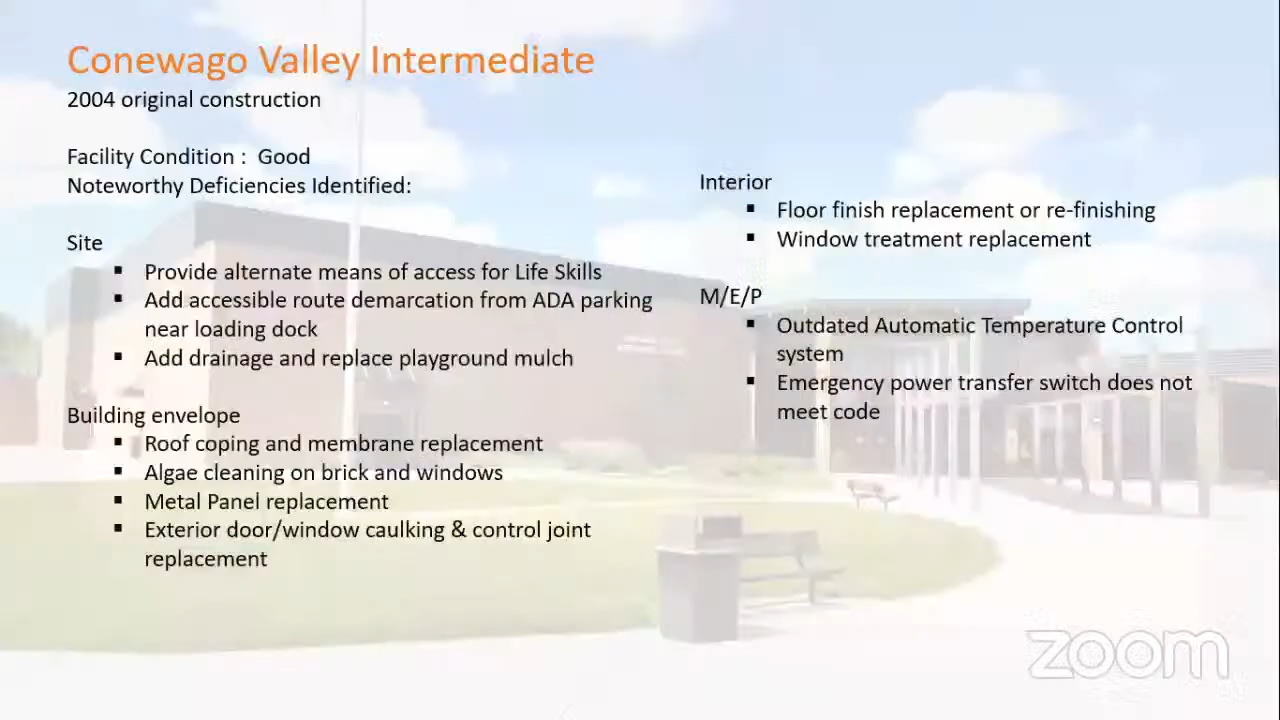 Conewago Valley Intermediate
2004 original construction
Facility Condition :  Good
Noteworthy Deficiencies Identified:
Site
▪ Provide alternate means of access for Life Skills
▪ Add accessible route demarcation from ADA parking
near loading dock
▪ Add drainage and replace playground mulch
Building envelope
▪ Roof coping and membrane replacement
▪ Algae cleaning on brick and windows
▪ Metal Panel replacement
▪ Exterior door/window caulking & control joint
replacement
Interior
▪ Floor finish replacement or re-finishing
▪ Window treatment replacement
M/E/P
▪ Outdated Automatic Temperature Control
system
▪ Emergency power transfer switch does not
meet code
zoom